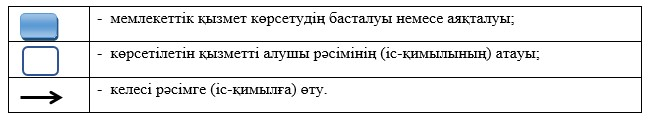 - мемлекеттік қызмет көрсетудің басталуы немесе аяқталуы;
- көрсетілетін қызметті алушы рәсімінің (іс-қимылының) атауы;
- келесі рәсімге (іс-қимылға) өту.